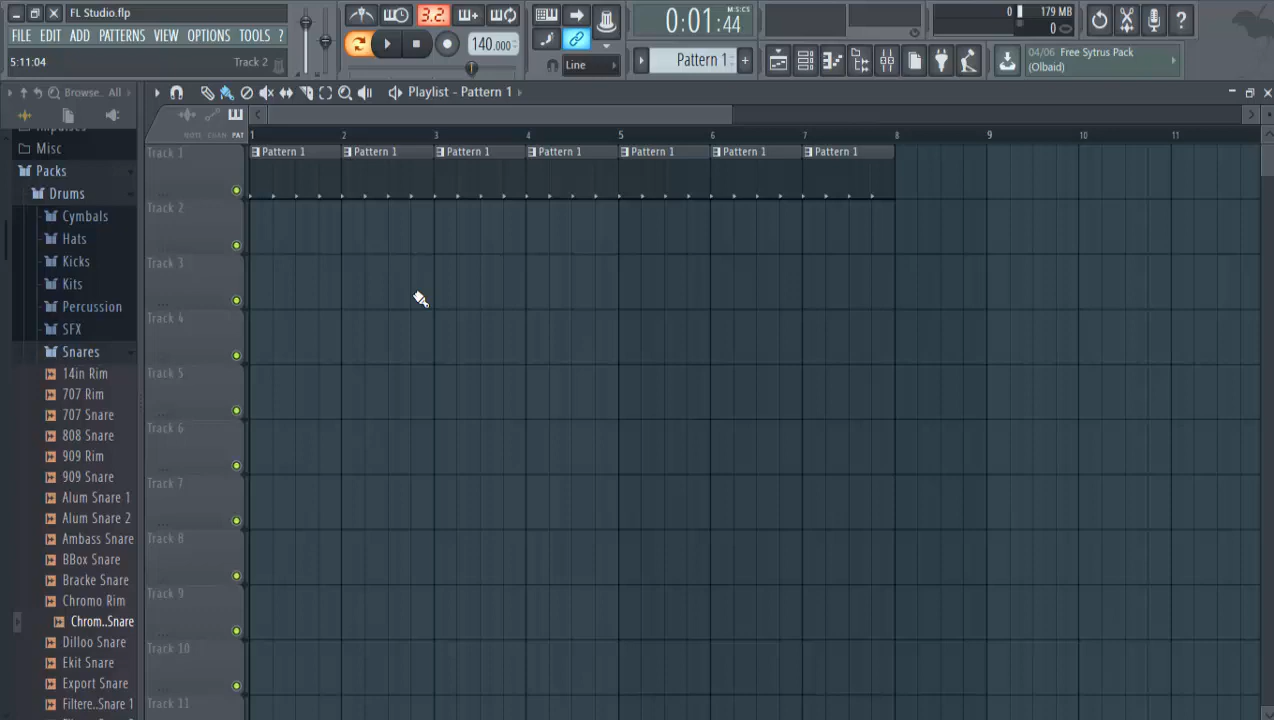 FL Studio.flp
FILE EDIT ADD PATTERNS VIEW OPTIONS TOOLS ?
5:11:04 Track 2
3.2.
140.000
Line
0:01:44
M:S:CS
Pattern 1
0 179 MB
0
04/06 Free Sytrus Pack
(Olbaid)
Browse.. All
Playlist - Pattern 1
NOTE CHAN PAT
1 2 3 4 5 6 7 8 9 10 11
Misc
Packs
Drums
Cymbals
Hats
Kicks
Kits
Percussion
SFX
Snares
14in Rim
707 Rim
707 Snare
808 Snare
909 Rim
909 Snare
Alum Snare 1
Alum Snare 2
Ambass Snare
BBox Snare
Bracke Snare
Chromo Rim
Chrom..Snare
Dilloo Snare
Ekit Snare
Export Snare
Filtere..Snare 1
Track 1
Pattern 1 Pattern 1 Pattern 1 Pattern 1 Pattern 1 Pattern 1 Pattern 1
Track 2
Track 3
Track 4
Track 5
Track 6
Track 7
Track 8
Track 9
Track 10
Track 11